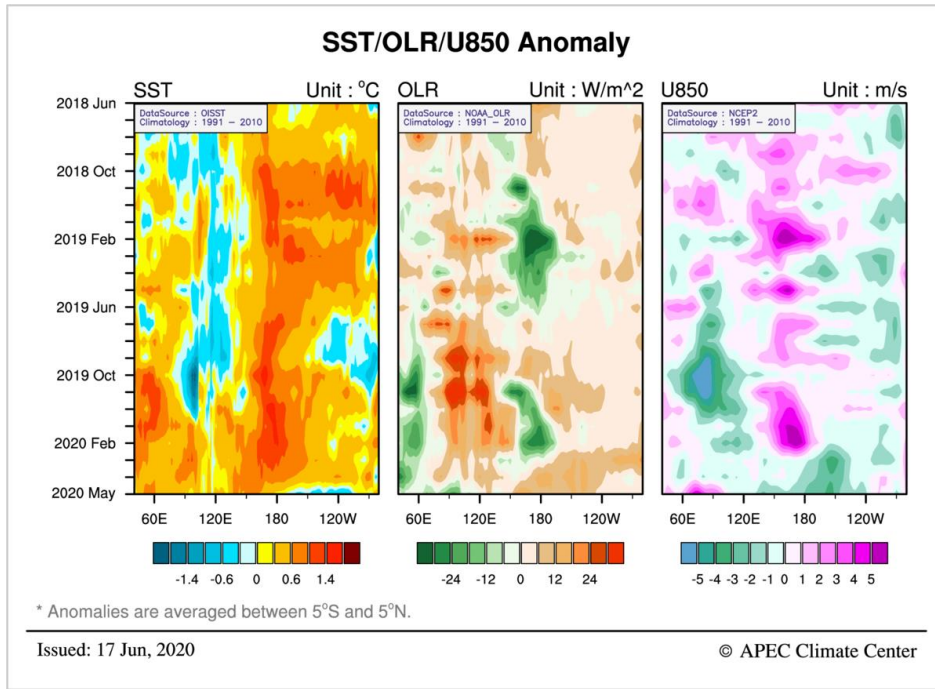 SST/OLR/U850 Anomaly
SST Unit : °C
OLR Unit : W/m^2
U850 Unit : m/s
DataSource : OISST
Climatology : 1991 – 2010
DataSource : NOAA_OLR
Climatology : 1991 – 2010
DataSource : NCEP2
Climatology : 1991 – 2010
2018 Jun
2018 Oct
2019 Feb
2019 Jun
2019 Oct
2020 Feb
2020 May
60E 120E 180 120W
60E 120E 180 120W
60E 120E 180 120W
-1.4 -0.6 0 0.6 1.4
-24 -12 0 12 24
-5 -4 -3 -2 -1 0 1 2 3 4 5
* Anomalies are averaged between 5°S and 5°N.
Issued: 17 Jun, 2020
© APEC Climate Center